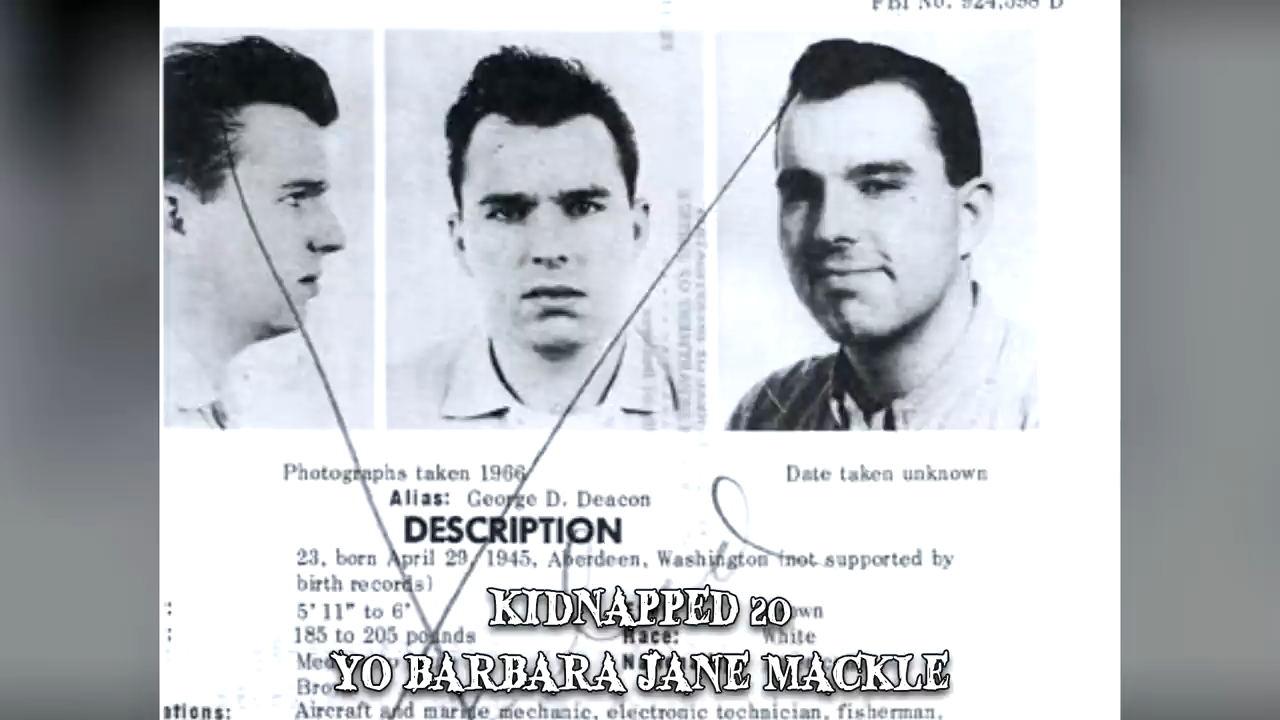 FBI No. 924,598 D
Photographs taken 1966
Date taken unknown
Alias: George D. Deacon
DESCRIPTION
23, born April 29, 1945, Aberdeen, Washington (not supported by
birth records)
5' 11" to 6'
185 to 205 pounds
Race: White
KIDNAPPED 20
YO BARBARA JANE MACKLE
Aircraft and marine mechanic, electronic technician, fisherman,